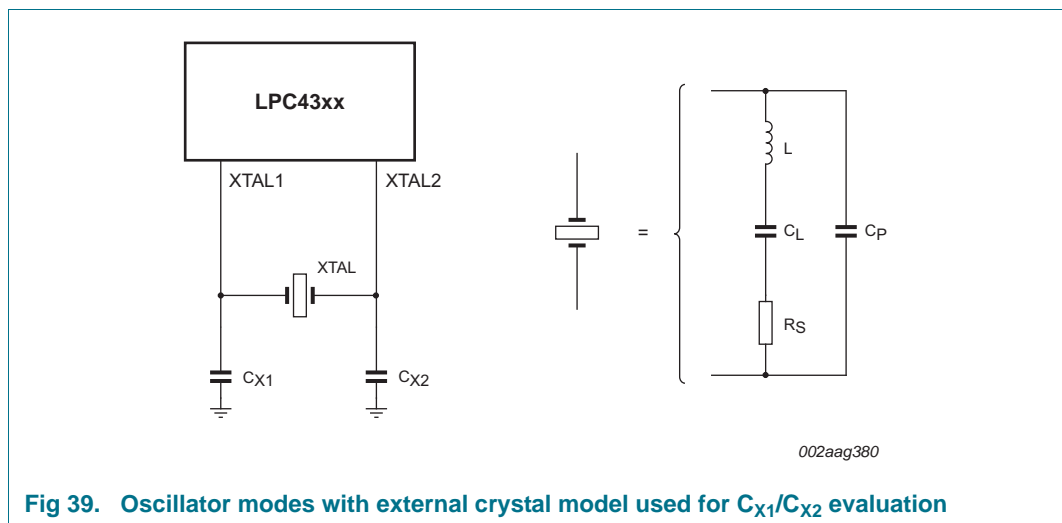 LPC43xx
XTAL1
XTAL2
XTAL
CX1
CX2
=
L
CL
CP
RS
002aag380
Fig 39. Oscillator modes with external crystal model used for CX1/CX2 evaluation